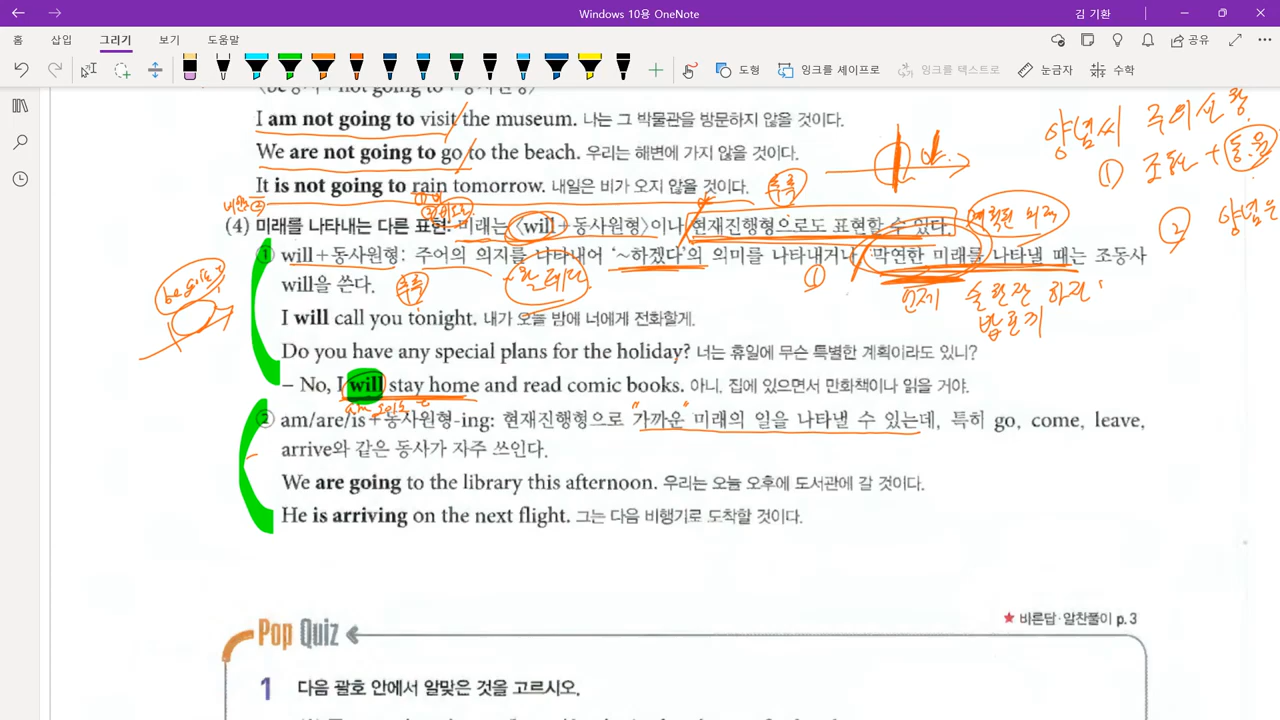 Windows 10용 OneNote
김 기환
홈 삽입 그리기 보기 도움말
공유
도형 잉크를 셰이프로 잉크를 텍스트로 눈금자 수학
I am not going to visit the museum. 나는 그 박물관을 방문하지 않을 것이다.
We are not going to go to the beach. 우리는 해변에 가지 않을 것이다.
It is not going to rain tomorrow. 내일은 비가 오지 않을 것이다.
양념씨 주의사항
① 조동사 + 동.원
② 양념은
추측
(4) 미래를 나타내는 다른 표현: 미래는 〈will+동사원형〉이나 현재진행형으로도 표현할 수 있다.
계획된 미래
① will+동사원형: 주어의 의지를 나타내어 ‘~하겠다’의 의미를 나타내거나, 막연한 미래를 나타낼 때는 조동사
will을 쓴다.
추측
~할래다.
①
언제 술한잔 하자
be going to
I will call you tonight. 내가 오늘 밤에 너에게 전화할게.
Do you have any special plans for the holiday? 너는 휴일에 무슨 특별한 계획이라도 있니?
– No, I will stay home and read comic books. 아니, 집에 있으면서 만화책이나 읽을 거야.
② am/are/is+동사원형-ing: 현재진행형으로 “가까운” 미래의 일을 나타낼 수 있는데, 특히 go, come, leave,
arrive와 같은 동사가 자주 쓰인다.
We are going to the library this afternoon. 우리는 오늘 오후에 도서관에 갈 것이다.
He is arriving on the next flight. 그는 다음 비행기로 도착할 것이다.
★ 바른답·알찬풀이 p.3
Pop Quiz
1 다음 괄호 안에서 알맞은 것을 고르시오.